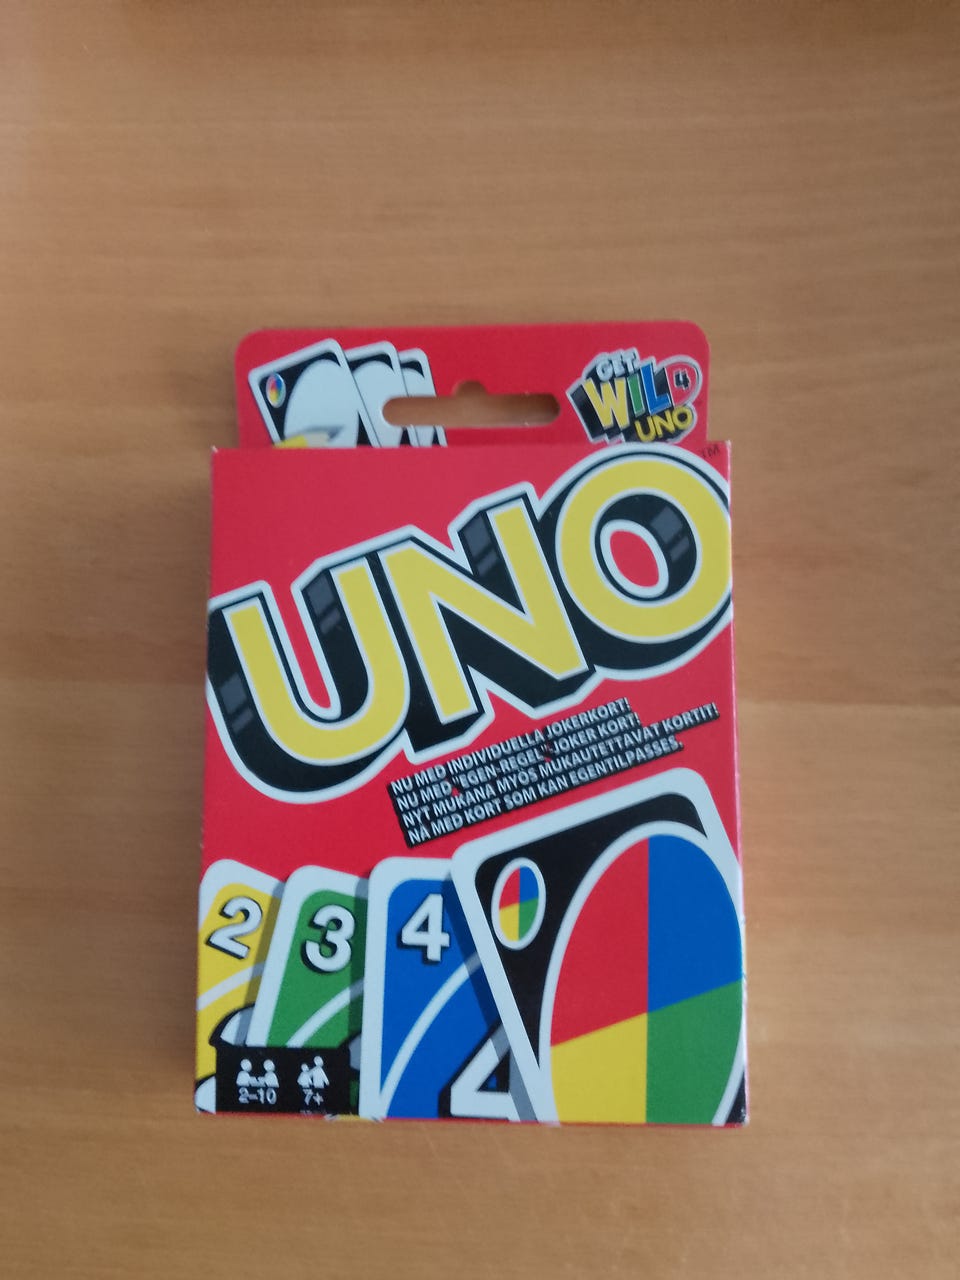 GET
WILD 4
UNO
UNO™
NU MED INDIVIDUELLA JOKERKORT!
NU MED "EGEN-REGEL" JOKER KORT!
NYT MUKANA MYÖS MUKAUTETTAVAT KORTIT!
NÅ MED KORT SOM KAN EGENTILPASSES.
2
3
4
2-10
7+